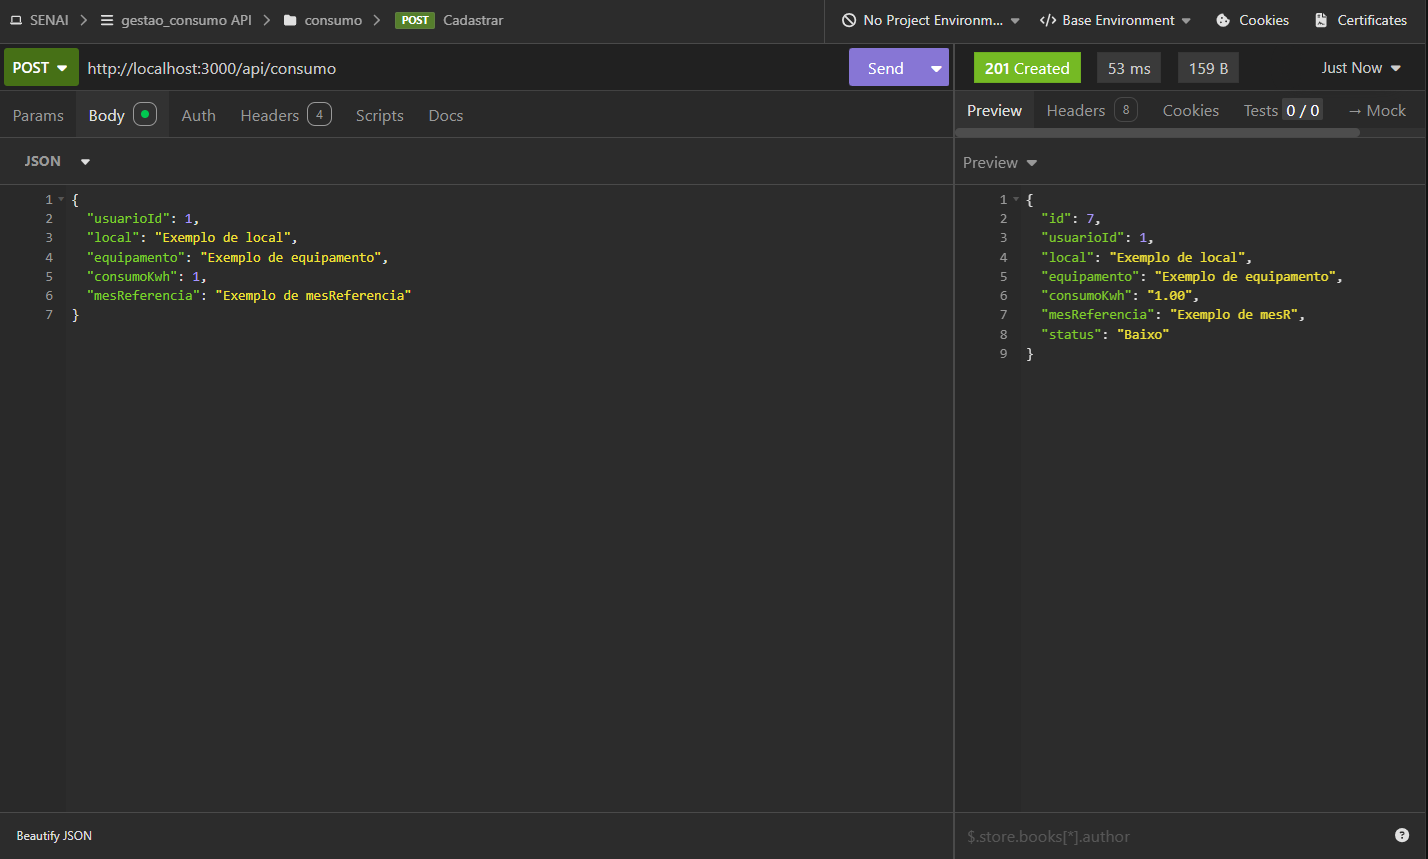 SENAI > gestao_consumo API > consumo > POST Cadastrar
No Project Environm... </> Base Environment Cookies Certificates
POST http://localhost:3000/api/consumo Send
201 Created 53 ms 159 B Just Now
Params Body Auth Headers 4 Scripts Docs
Preview Headers 8 Cookies Tests 0 / 0 → Mock
JSON
Preview
1 {
2 "usuarioId": 1,
3 "local": "Exemplo de local",
4 "equipamento": "Exemplo de equipamento",
5 "consumoKwh": 1,
6 "mesReferencia": "Exemplo de mesReferencia"
7 }
1 {
2 "id": 7,
3 "usuarioId": 1,
4 "local": "Exemplo de local",
5 "equipamento": "Exemplo de equipamento",
6 "consumoKwh": "1.00",
7 "mesReferencia": "Exemplo de mesR",
8 "status": "Baixo"
9 }
Beautify JSON
$.store.books[*].author ?